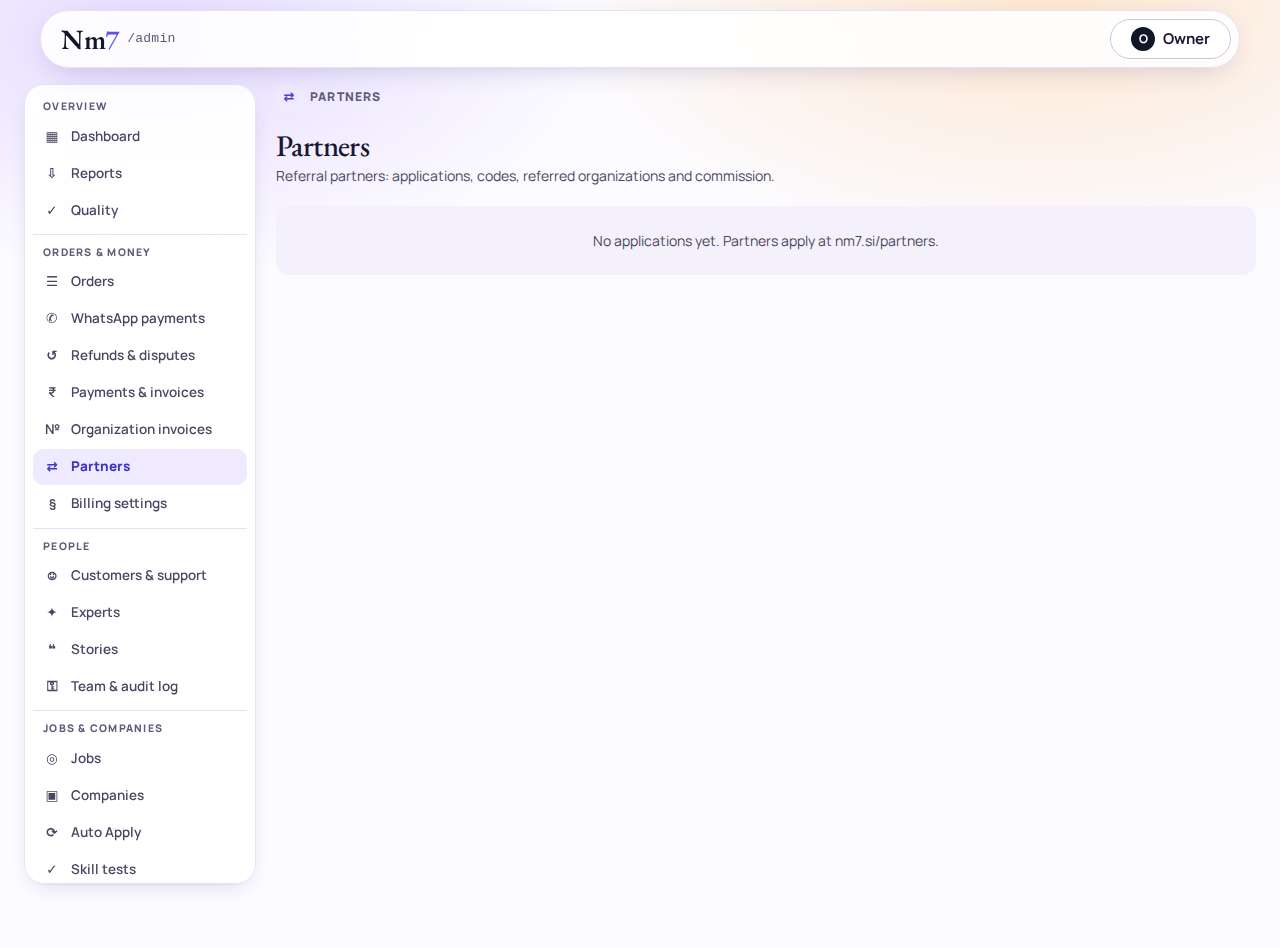 Nm7 /admin
O Owner
OVERVIEW
▦ Dashboard
⇩ Reports
✓ Quality
ORDERS & MONEY
☰ Orders
✆ WhatsApp payments
↺ Refunds & disputes
₹ Payments & invoices
Nº Organization invoices
⇄ Partners
§ Billing settings
PEOPLE
☺ Customers & support
✦ Experts
❝ Stories
⚿ Team & audit log
JOBS & COMPANIES
◎ Jobs
▣ Companies
⟳ Auto Apply
✓ Skill tests
⇄ PARTNERS
Partners
Referral partners: applications, codes, referred organizations and commission.
No applications yet. Partners apply at nm7.si/partners.